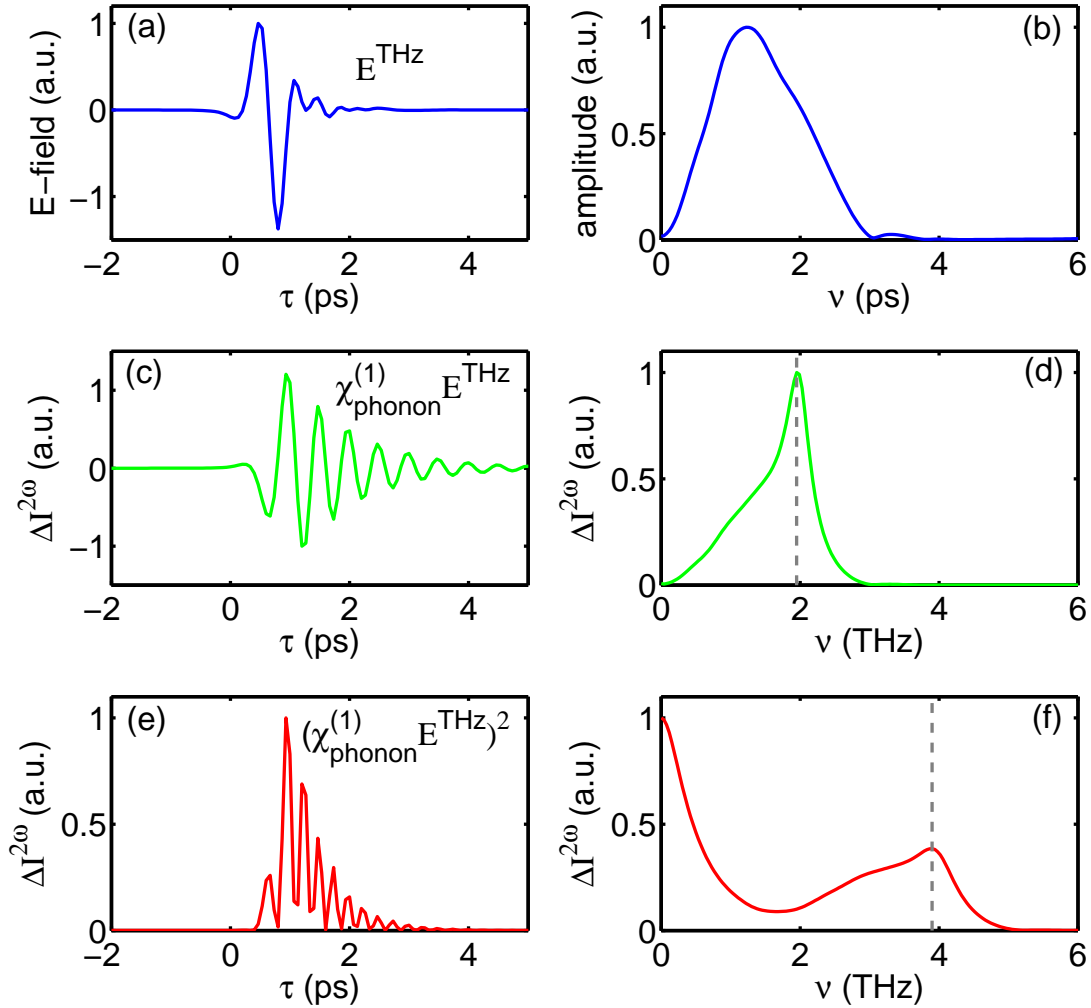 (a)
E^THz
E−field (a.u.)
1
0
−1
−2 0 2 4
τ (ps)
(b)
amplitude (a.u.)
1
0.5
0
0 2 4 6
ν (ps)
(c)
χ^(1)_phonon E^THz
ΔI^2ω (a.u.)
1
0
−1
−2 0 2 4
τ (ps)
(d)
ΔI^2ω (a.u.)
1
0.5
0
0 2 4 6
ν (THz)
(e)
(χ^(1)_phonon E^THz)^2
ΔI^2ω (a.u.)
1
0.5
0
−2 0 2 4
τ (ps)
(f)
ΔI^2ω (a.u.)
1
0.5
0
0 2 4 6
ν (THz)